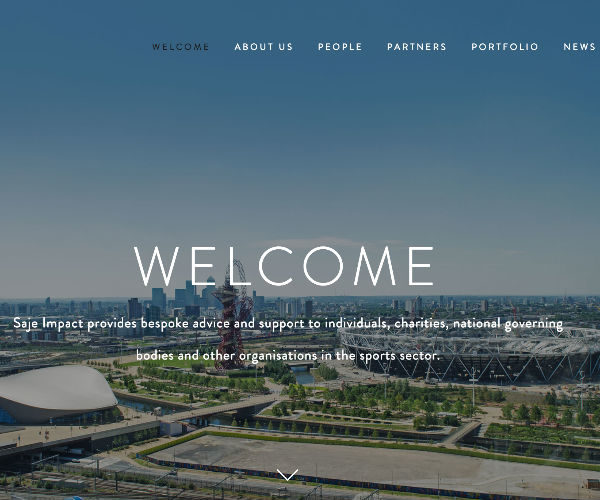 WELCOME ABOUT US PEOPLE PARTNERS PORTFOLIO NEWS
WELCOME
Saje Impact provides bespoke advice and support to individuals, charities, national governing
bodies and other organisations in the sports sector.